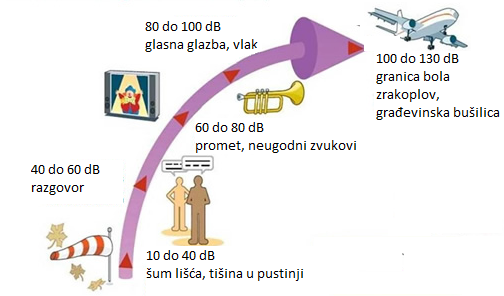 80 do 100 dB
glasna glazba, vlak
100 do 130 dB
granica bola
zrakoplov,
građevinska bušilica
60 do 80 dB
promet, neugodni zvukovi
40 do 60 dB
razgovor
10 do 40 dB
šum lišća, tišina u pustinji